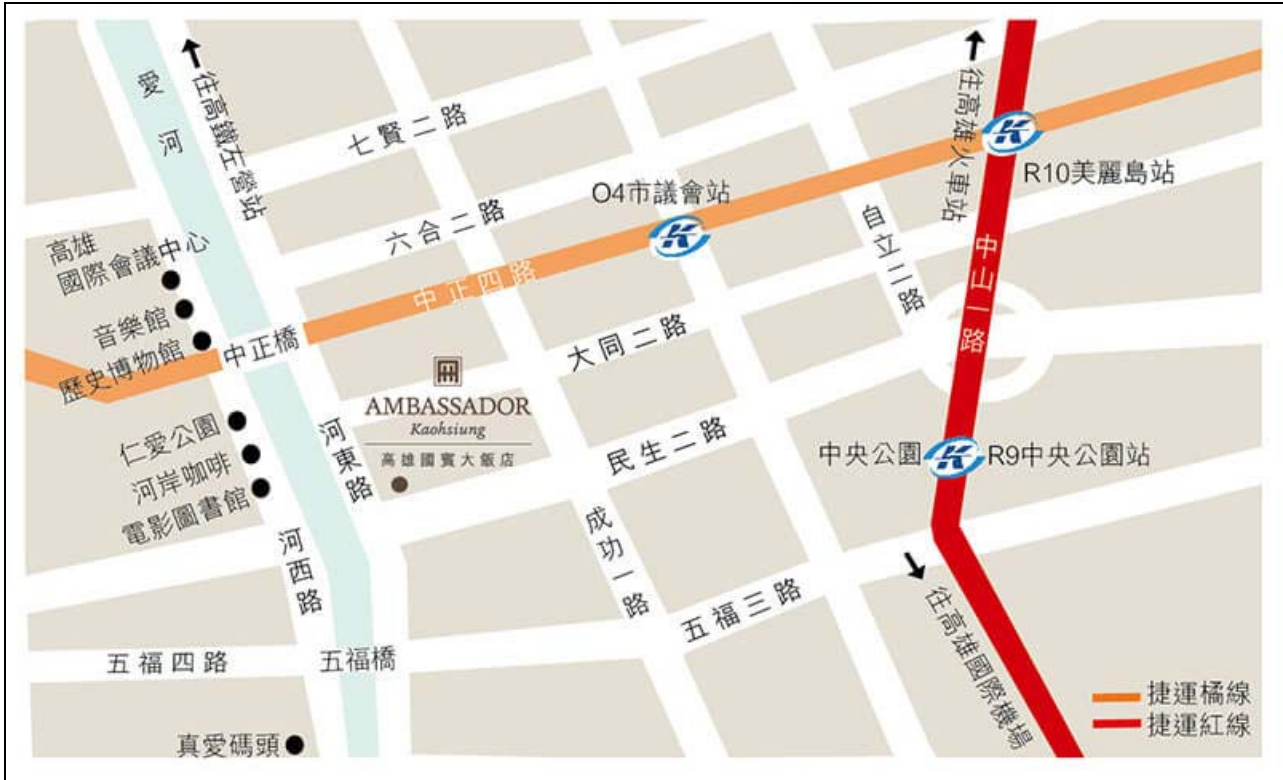 愛河
往高鐵左營站
七賢二路
往高雄火車站
R10美麗島站
O4市議會站
六合二路
自立二路
高雄
國際會議中心
中山一路
中正四路
音樂館
歷史博物館
中正橋
大同二路
AMBASSADOR
Kaohsiung
高雄國賓大飯店
仁愛公園
河岸咖啡
電影圖書館
河東路
民生二路
中央公園
R9中央公園站
河西路
成功一路
五福三路
五福四路
五福橋
往高雄國際機場
真愛碼頭
捷運橘線
捷運紅線